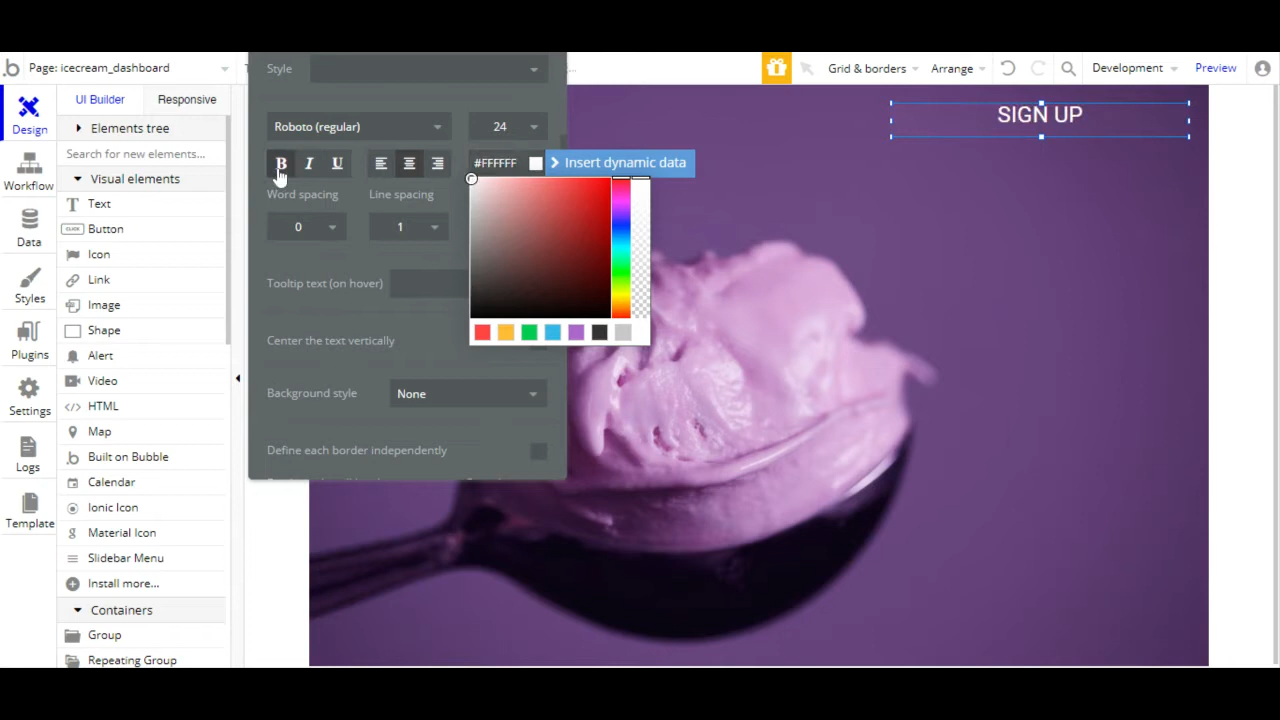 Page: icecream_dashboard
Style
...
Grid & borders
Arrange
Development
Preview
UI Builder
Responsive
Design
Elements tree
Search for new elements...
Visual elements
Workflow
Data
Styles
Plugins
Settings
Logs
Template
Text
CLICK
Button
Icon
Link
Image
Shape
Alert
Video
</> HTML
Map
Built on Bubble
Calendar
Ionic Icon
Material Icon
Slidebar Menu
Install more...
Containers
Group
Repeating Group
Roboto (regular)
24
B I U
#FFFFFF
Insert dynamic data
Word spacing
Line spacing
0
1
Tooltip text (on hover)
Center the text vertically
Background style
None
Define each border independently
SIGN UP